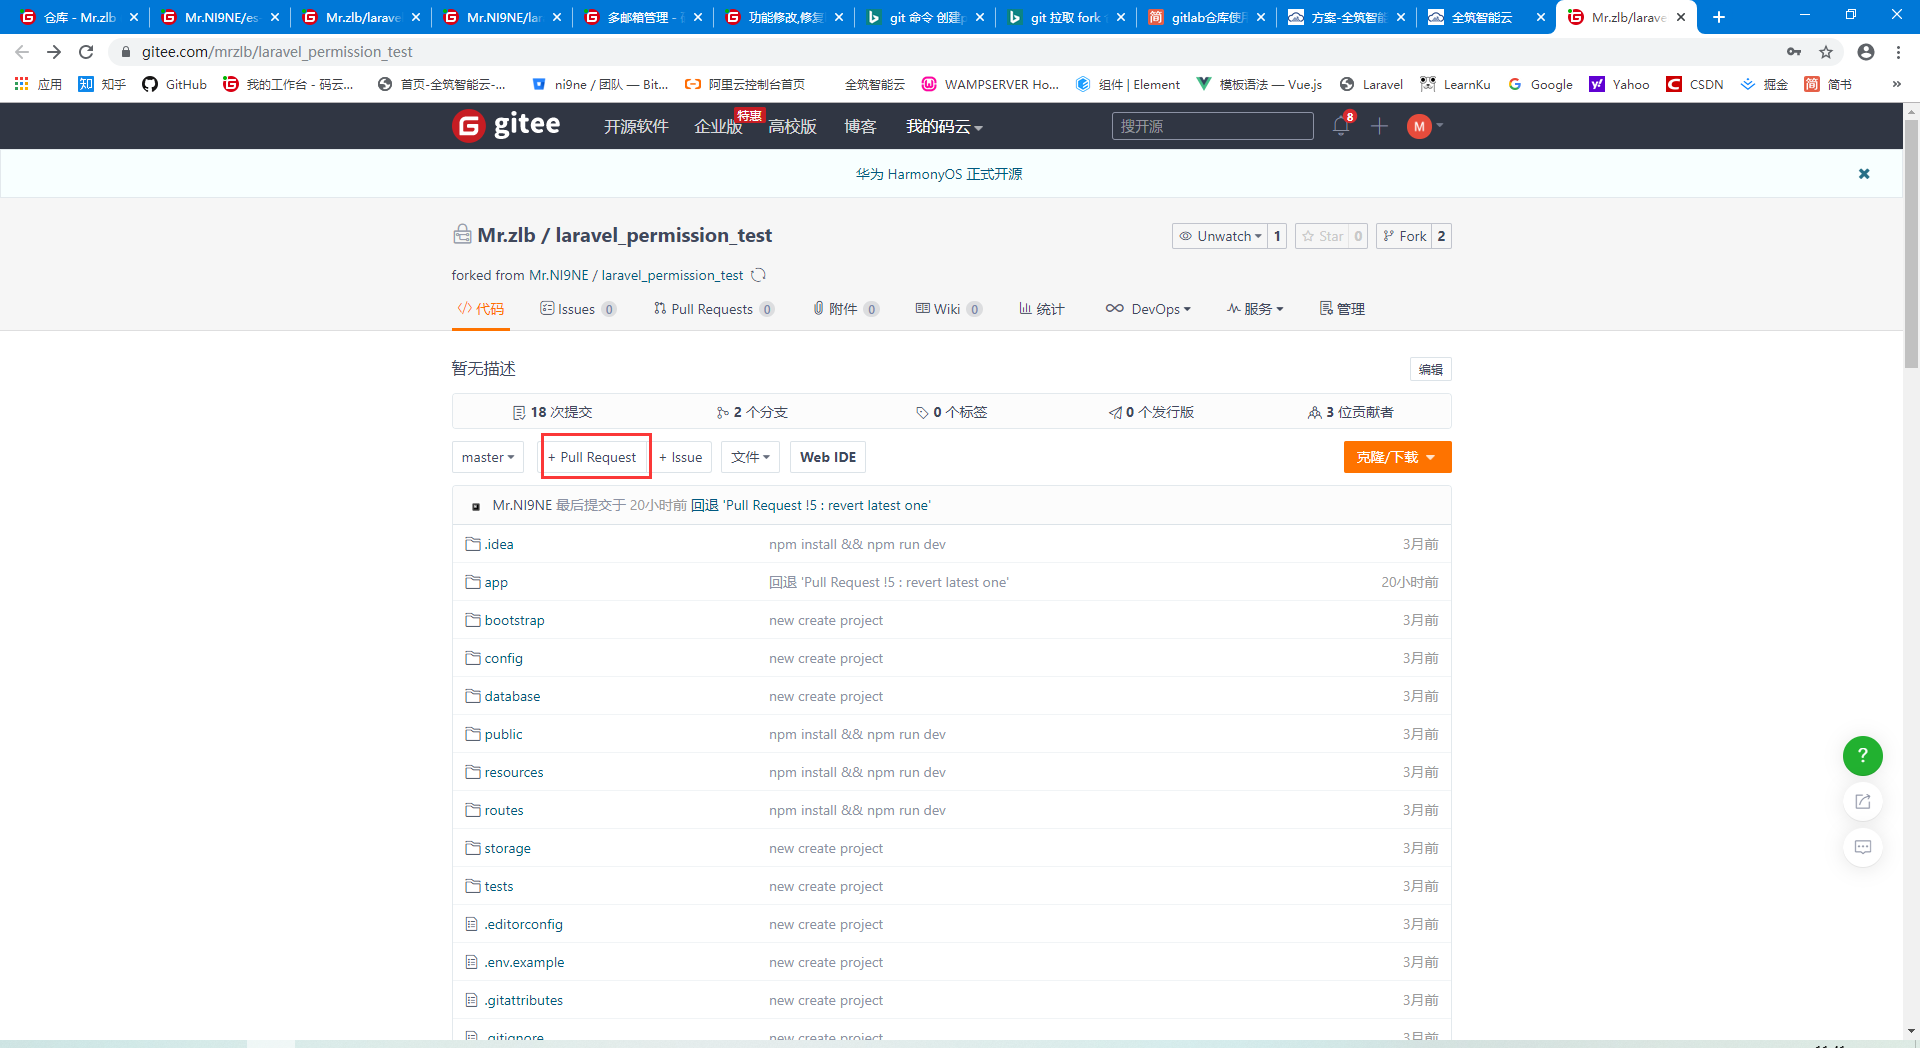 仓库 - Mr.zlb
Mr.NI9NE/es
Mr.zlb/larave
Mr.NI9NE/lar
多邮箱管理 -
功能修改,修复
git 命令 创建p
git 拉取 fork
gitlab仓库使用
方案-全筑智能
全筑智能云
Mr.zlb/larave
gitee.com/mrzlb/laravel_permission_test
应用
知乎
GitHub
我的工作台 - 码云...
首页-全筑智能云-...
ni9ne / 团队 — Bit...
阿里云控制台首页
全筑智能云
WAMPSERVER Ho...
组件 | Element
模板语法 — Vue.js
Laravel
LearnKu
Google
Yahoo
CSDN
掘金
简 简书
»
gitee
开源软件
企业版
特惠
高校版
博客
我的码云
搜开源
8
M
华为 HarmonyOS 正式开源
Mr.zlb / laravel_permission_test
Unwatch 1
Star 0
Fork 2
forked from Mr.NI9NE / laravel_permission_test
代码
Issues 0
Pull Requests 0
附件 0
Wiki 0
统计
DevOps
服务
管理
暂无描述
编辑
18 次提交
2 个分支
0 个标签
0 个发行版
3 位贡献者
master
+ Pull Request
+ Issue
文件
Web IDE
克隆/下载
Mr.NI9NE 最后提交于 20小时前 回退 'Pull Request !5 : revert latest one'
.idea npm install && npm run dev 3月前
app 回退 'Pull Request !5 : revert latest one' 20小时前
bootstrap new create project 3月前
config new create project 3月前
database new create project 3月前
public npm install && npm run dev 3月前
resources npm install && npm run dev 3月前
routes npm install && npm run dev 3月前
storage new create project 3月前
tests new create project 3月前
.editorconfig new create project 3月前
.env.example new create project 3月前
.gitattributes new create project 3月前
.gitignore new create project 3月前
?